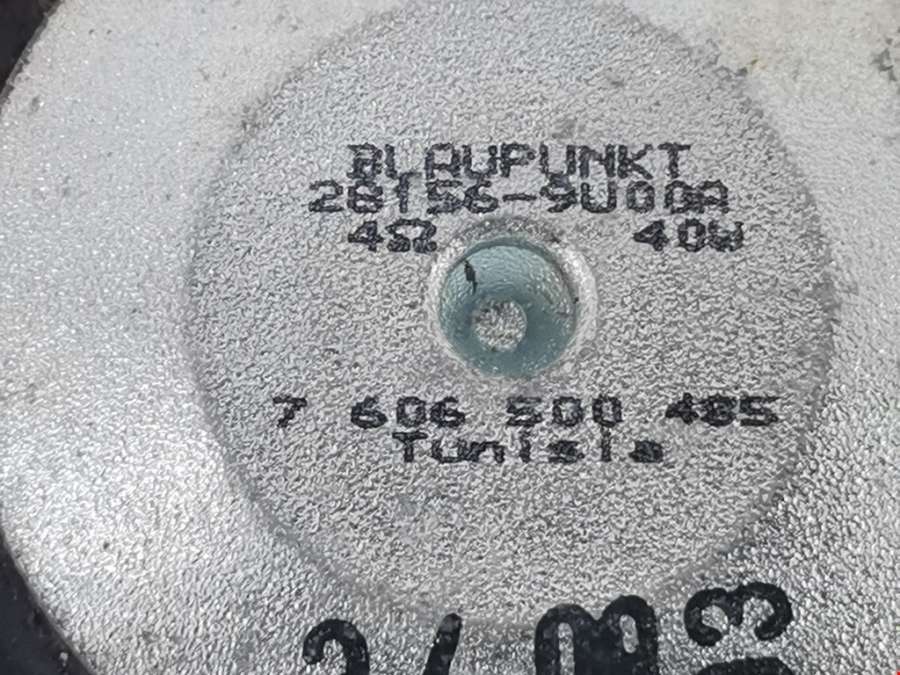 BLAUPUNKT
28156-9U00A
4Ω 40W
7 606 500 485
Tunisia